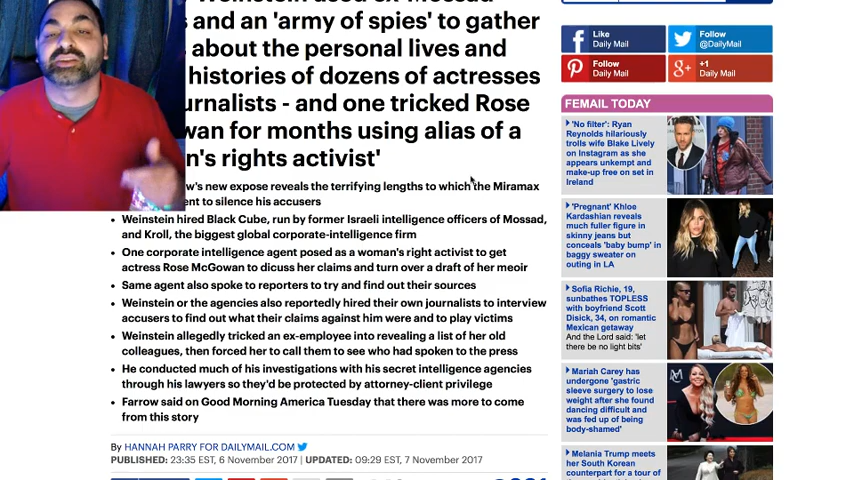 and an 'army of spies' to gather
about the personal lives and
histories of dozens of actresses
- and one tricked Rose
for months using alias of a
rights activist'
new expose reveals the terrifying lengths to which the Miramax
to silence his accusers
• Weinstein hired Black Cube, run by former Israeli intelligence officers of Mossad,
and Kroll, the biggest global corporate-intelligence firm
• One corporate intelligence agent posed as a woman's right activist to get
actress Rose McGowan to dicuss her claims and turn over a draft of her meoir
• Same agent also spoke to reporters to try and find out their sources
• Weinstein or the agencies also reportedly hired their own journalists to interview
accusers to find out what their claims against him were and to play victims
• Weinstein allegedly tricked an ex-employee into revealing a list of her old
colleagues, then forced her to call them to see who had spoken to the press
• He conducted much of his investigations with his secret intelligence agencies
through his lawyers so they'd be protected by attorney-client privilege
• Farrow said on Good Morning America Tuesday that there was more to come
from this story
By HANNAH PARRY FOR DAILYMAIL.COM
PUBLISHED: 23:35 EST, 6 November 2017 | UPDATED: 09:29 EST, 7 November 2017
Like
Daily Mail
Follow
@DailyMail
Follow
Daily Mail
+1
Daily Mail
FEMAIL TODAY
'No filter': Ryan
Reynolds hilariously
trolls wife Blake Lively
on Instagram as she
appears unkempt and
make-up free on set in
Ireland
'Pregnant' Khloe
Kardashian reveals
much fuller figure in
skinny jeans but
conceals 'baby bump' in
baggy sweater on
outing in LA
Sofia Richie, 19,
sunbathes TOPLESS
with boyfriend Scott
Disick, 34, on romantic
Mexican getaway
And the Lord said: 'let
there be no light bits'
Mariah Carey has
undergone 'gastric
sleeve surgery to lose
weight after she found
dancing difficult and
was fed up of being
body-shamed'
Melania Trump meets
her South Korean
counterpart for a tour of